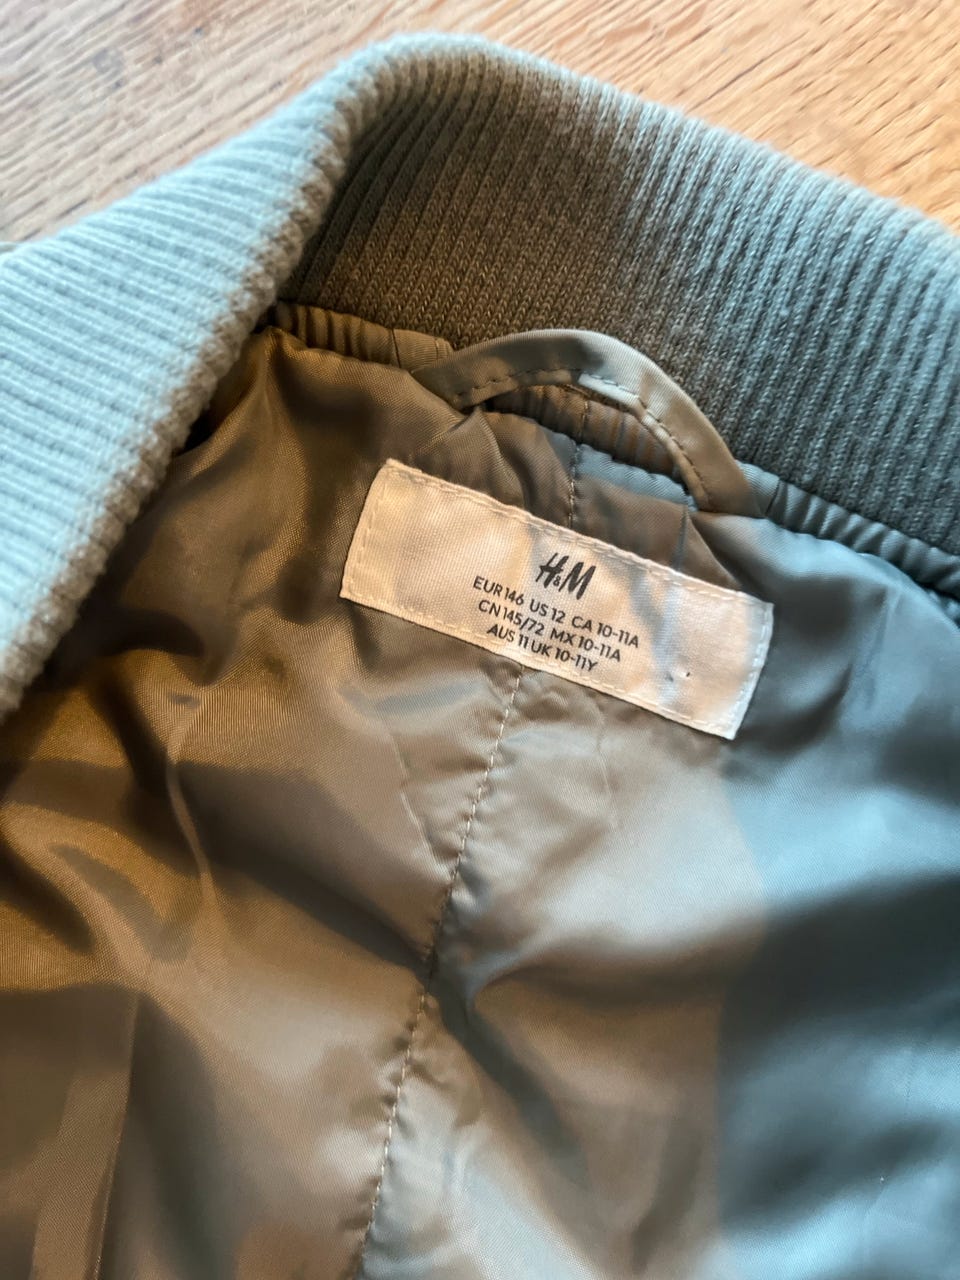 H&M
EUR 146 US 12 CA 10-11A
CN 145/72 MX 10-11A
AUS 11 UK 10-11Y